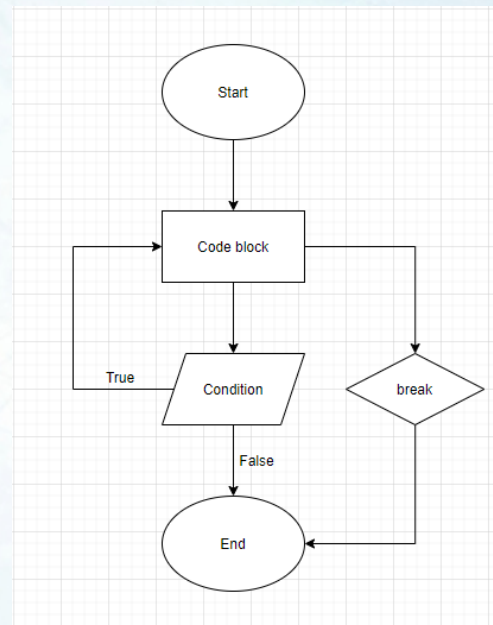 Start
Code block
True
Condition
break
False
End